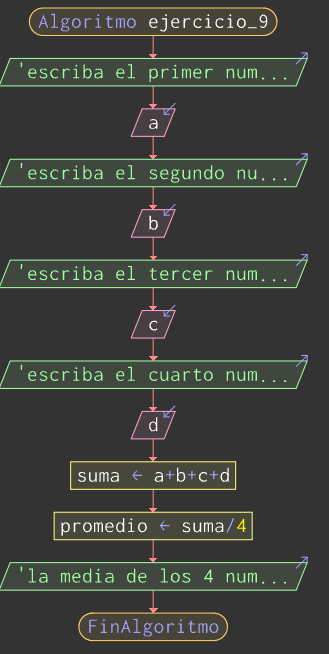 Algoritmo ejercicio_9
'escriba el primer num...
a
'escriba el segundo nu...
b
'escriba el tercer num...
c
'escriba el cuarto num...
d
suma ← a+b+c+d
promedio ← suma/4
'la media de los 4 num...
FinAlgoritmo